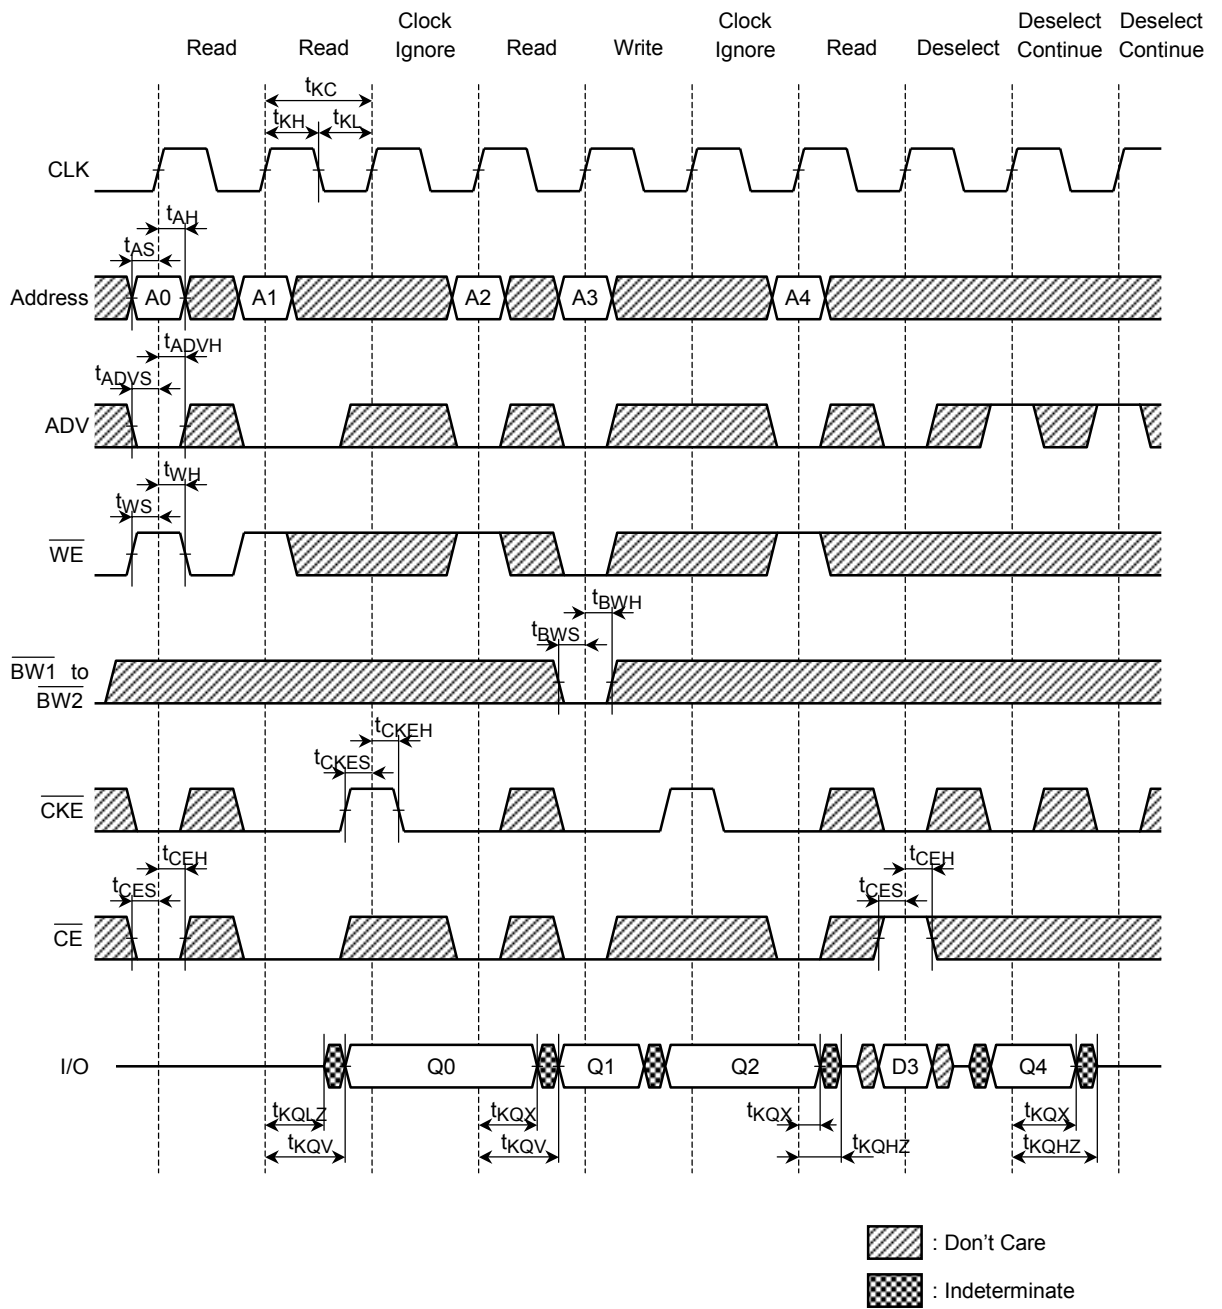 Read Read Clock Ignore Read Write Clock Ignore Read Deselect Deselect Continue Deselect Continue
tKC
tKH tKL
CLK
tAH
tAS
Address A0 A1 A2 A3 A4
tADVH
tADVS
ADV
tWH
tWS
WE
tBWH
tBWS
BW1 to
BW2
tCKEH
tCKES
CKE
tCEH tCEH
tCES tCES
CE
I/O Q0 Q1 Q2 D3 Q4
tKQLZ tKQX tKQX tKQX
tKQV tKQV tKQHZ tKQHZ
: Don't Care
: Indeterminate